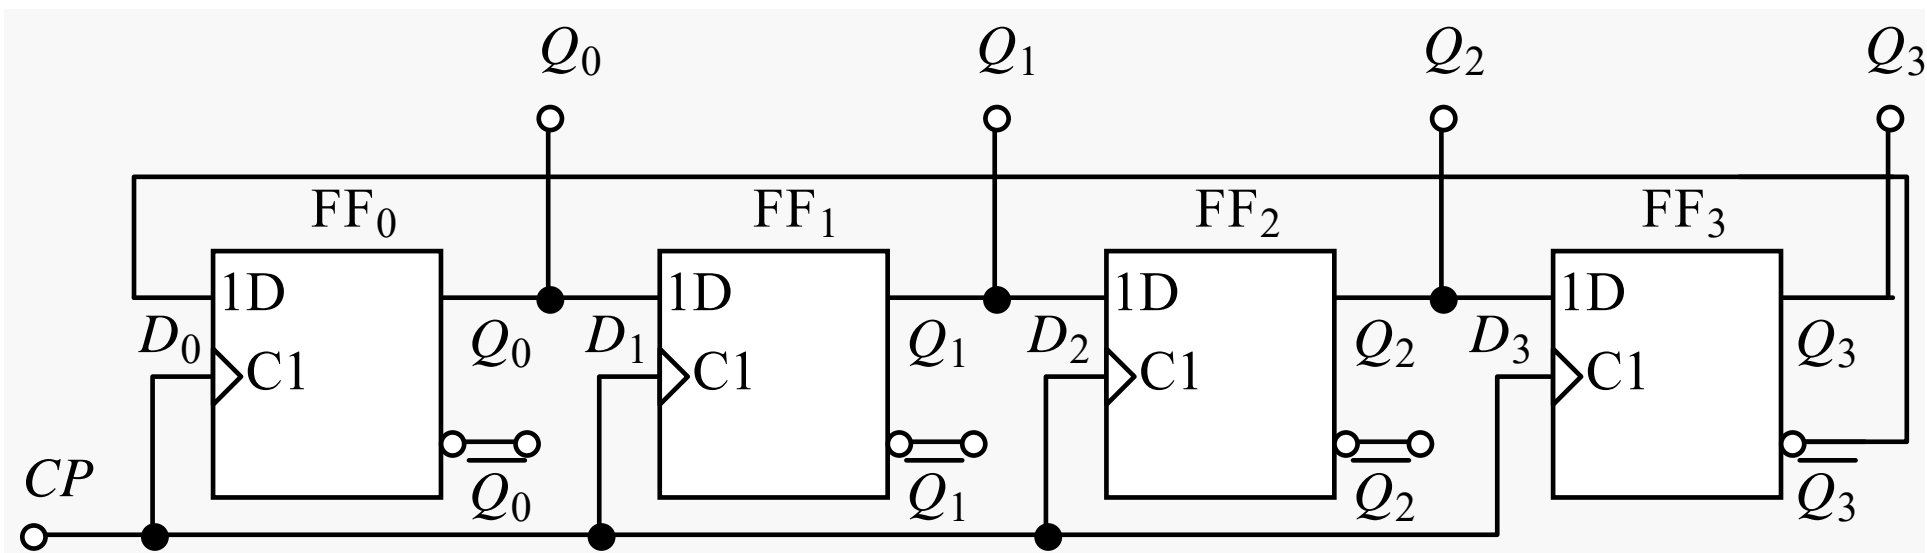 Q₀ Q₁ Q₂ Q₃
FF₀ FF₁ FF₂ FF₃
1D 1D 1D 1D
D₀ Q₀ D₁ Q₁ D₂ Q₂ D₃ Q₃
C1 C1 C1 C1
CP Q̅₀ Q̅₁ Q̅₂ Q̅₃